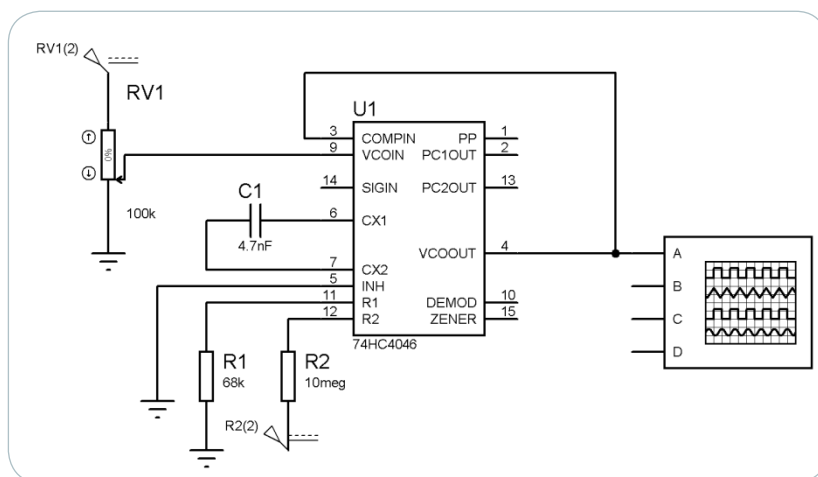 RV1(2)
RV1
0%
100k
U1
3 COMPIN PP 1
9 VCOIN PC1OUT 2
14 SIGIN PC2OUT 13
6 CX1
VCOOUT 4
7 CX2
5 INH
11 R1 DEMOD 10
12 R2 ZENER 15
74HC4046
C1
4.7nF
R1
68k
R2
10meg
R2(2)
A
B
C
D